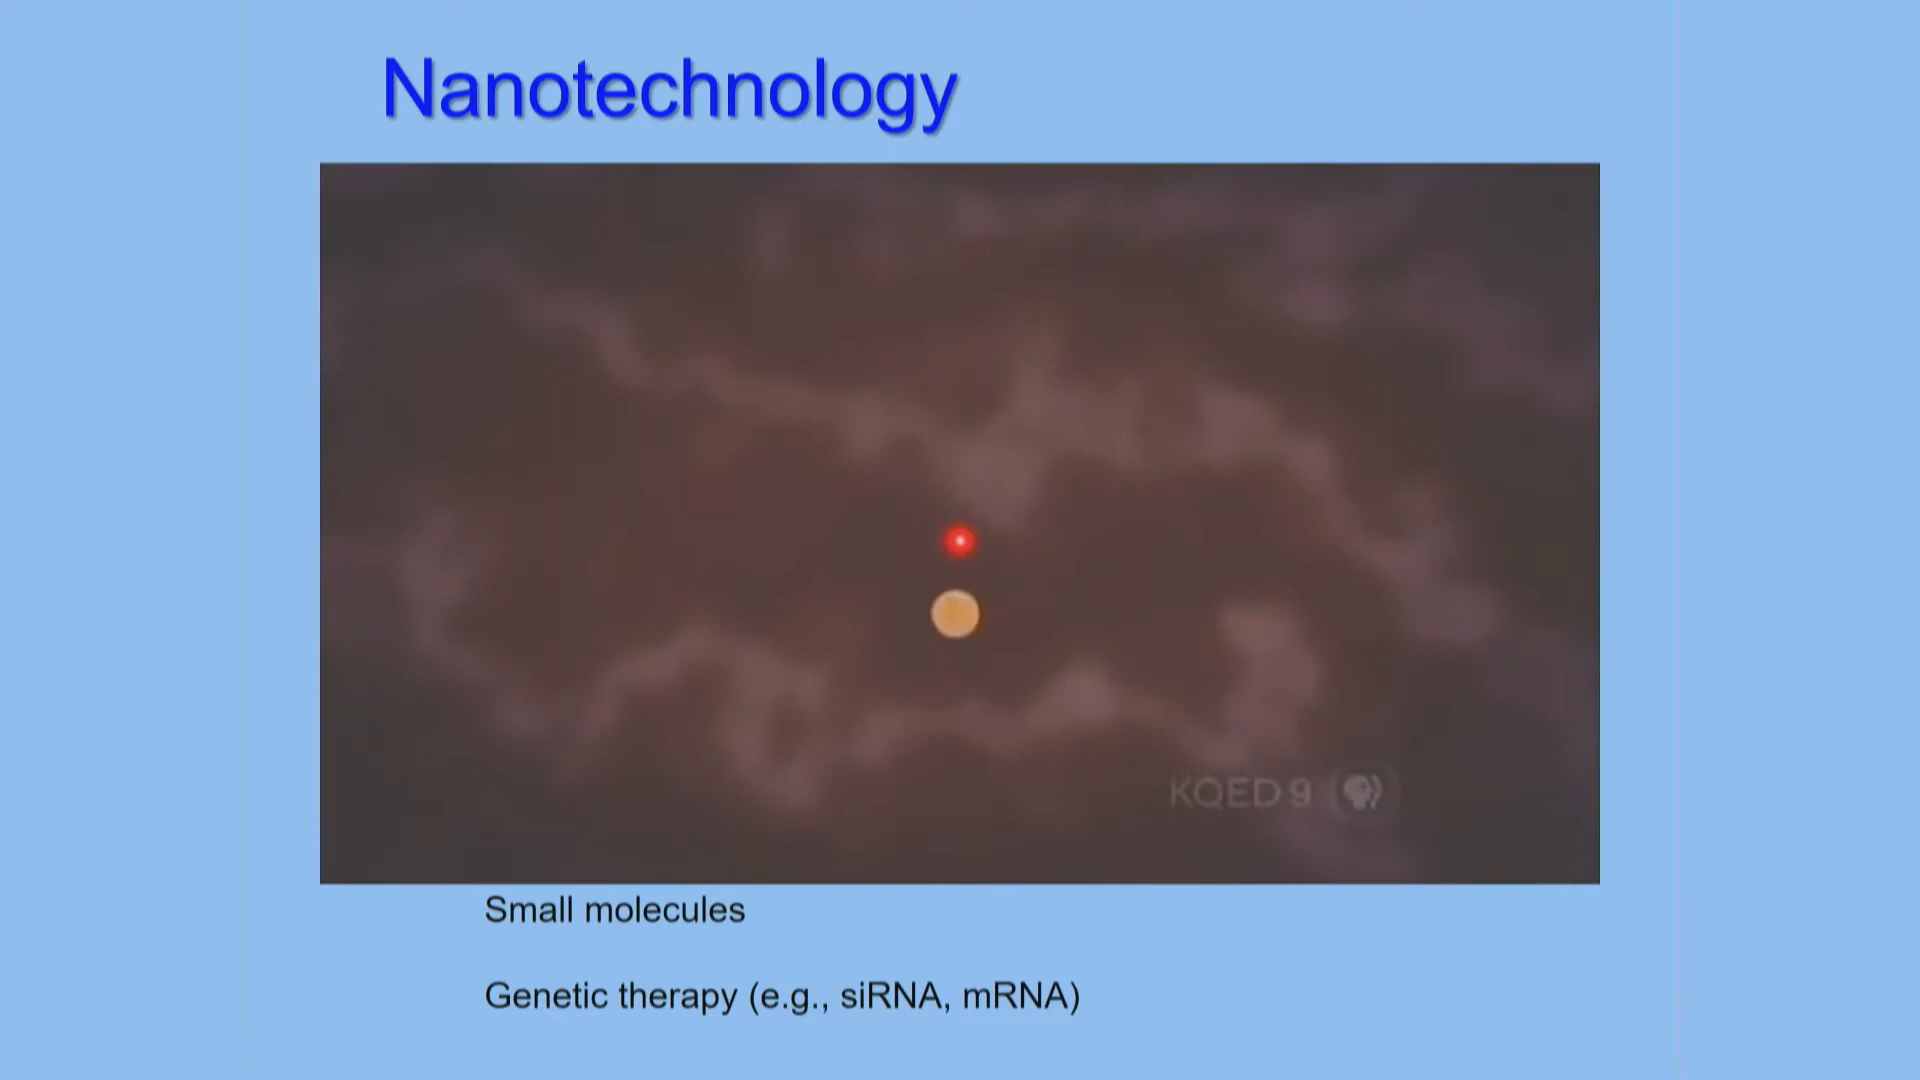 Nanotechnology
KQED 9
Small molecules
Genetic therapy (e.g., siRNA, mRNA)